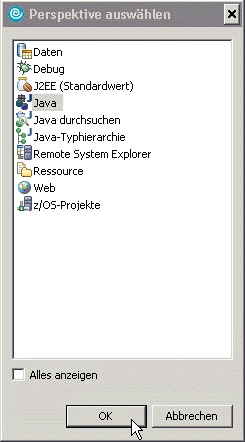 Perspektive auswählen
Daten
Debug
J2EE (Standardwert)
Java
Java durchsuchen
Java-Typhierarchie
Remote System Explorer
Ressource
Web
z/OS-Projekte
Alles anzeigen
OK
Abbrechen